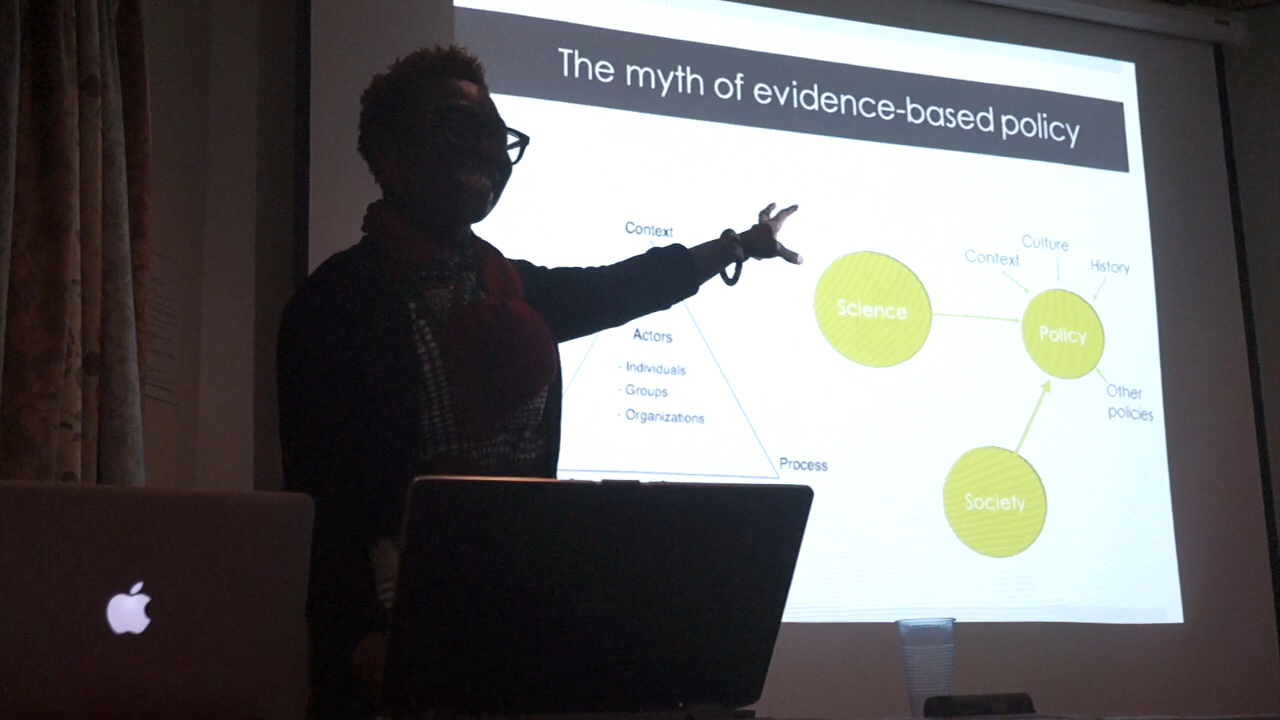 The myth of evidence-based policy
Context
Actors
- Individuals
- Groups
- Organizations
Process
Science
Context
Culture
History
Policy
Other
policies
Society